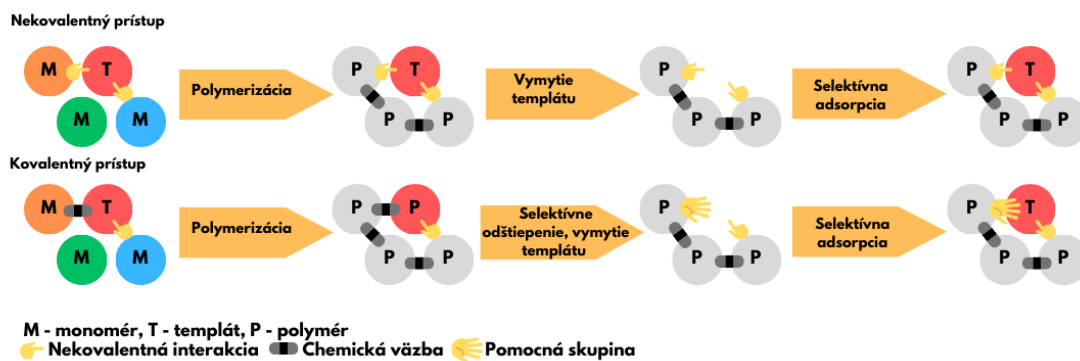 Nekovalentný prístup
M T
M M
Polymerizácia
P T
P P
Vymytie
templátu
P
P P
Selektívna
adsorpcia
P T
P P
Kovalentný prístup
M T
M M
Polymerizácia
P P
P P
Selektívne
odštiepenie, vymytie
templátu
P
P P
Selektívna
adsorpcia
P T
P P
M - monomér, T - templát, P - polymér
Nekovalentná interakcia Chemická väzba Pomocná skupina